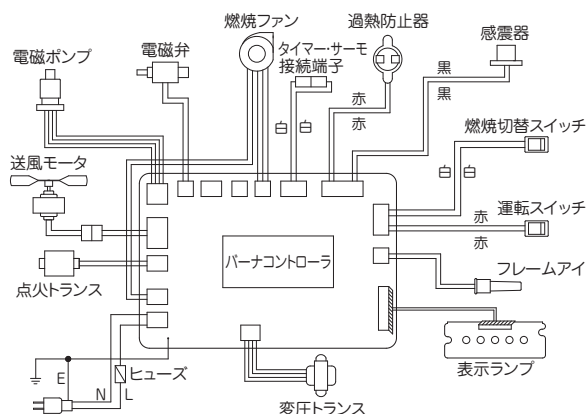 燃焼ファン
過熱防止器
感震器
電磁ポンプ
電磁弁
タイマー・サーモ
接続端子
黒
黒
赤
赤
白
白
燃焼切替スイッチ
送風モータ
白
白
運転スイッチ
赤
赤
バーナコントローラ
フレームアイ
点火トランス
表示ランプ
E
N
L
ヒューズ
変圧トランス